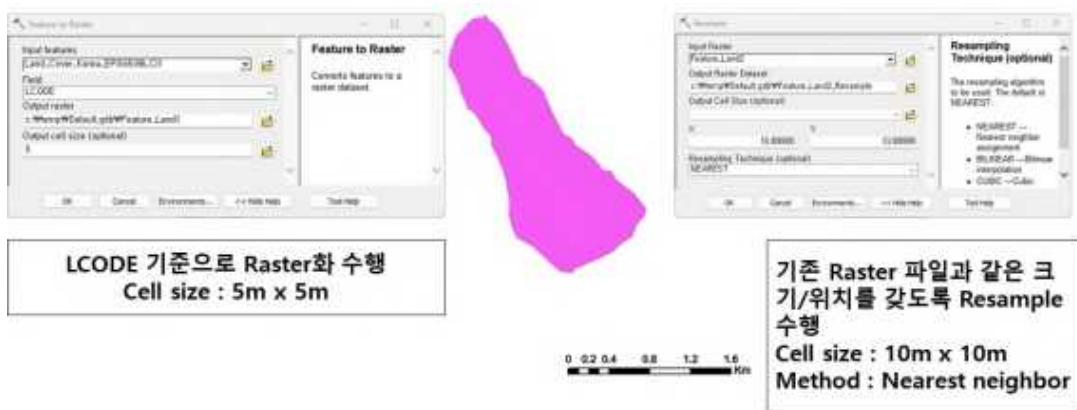 Feature to Raster
Input features
Field
LCODE
Output raster
Output cell size (optional)
5
OK Cancel Environments... << Hide Help
Feature to Raster
Converts features to a
raster dataset.
Tool Help
LCODE 기준으로 Raster화 수행
Cell size : 5m x 5m
0 0.2 0.4 0.8 1.2 1.6
Km
Resample
Input Raster
Feature_Land2
Output Raster Dataset
Output Cell Size (optional)
X Y
Resampling Technique (optional)
NEAREST
OK Cancel Environments... << Hide Help
Resampling
Technique (optional)
The resampling algorithm
to be used. The default is
NEAREST.
• NEAREST —
Nearest neighbor
assignment
• BILINEAR —Bilinear
interpolation
• CUBIC —Cubic
Tool Help
기존 Raster 파일과 같은 크
기/위치를 갖도록 Resample
수행
Cell size : 10m x 10m
Method : Nearest neighbor